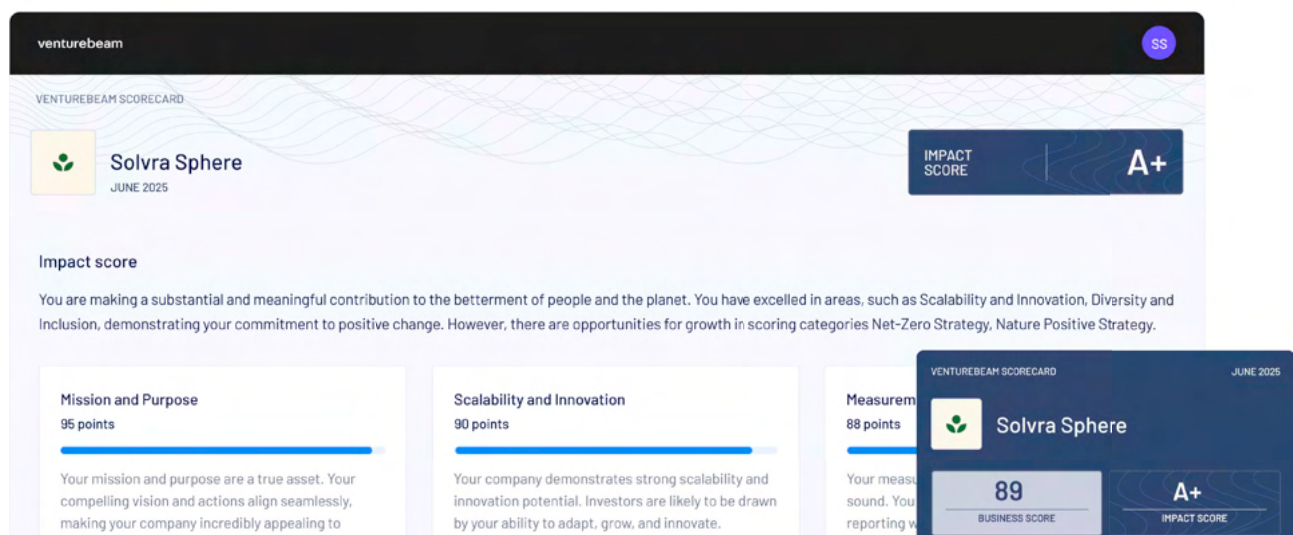 venturebeam
SS
VENTUREBEAM SCORECARD
Solvra Sphere
JUNE 2025
IMPACT
SCORE
A+
Impact score
You are making a substantial and meaningful contribution to the betterment of people and the planet. You have excelled in areas, such as Scalability and Innovation, Diversity and
Inclusion, demonstrating your commitment to positive change. However, there are opportunities for growth in scoring categories Net-Zero Strategy, Nature Positive Strategy.
Mission and Purpose
95 points
Your mission and purpose are a true asset. Your
compelling vision and actions align seamlessly,
making your company incredibly appealing to
Scalability and Innovation
90 points
Your company demonstrates strong scalability and
innovation potential. Investors are likely to be drawn
by your ability to adapt, grow, and innovate.
Measurem
88 points
Your measu
sound. You
reporting w
VENTUREBEAM SCORECARD
JUNE 2025
Solvra Sphere
89
BUSINESS SCORE
A+
IMPACT SCORE